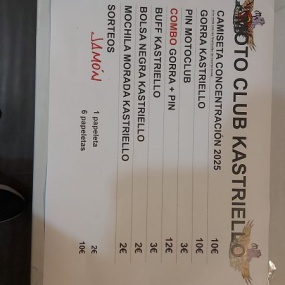 MOTO CLUB KASTRIELLO
CAMISETA CONCENTRACIÓN 2025 10€
GORRA KASTRIELLO 10€
PIN MOTOCLUB 3€
COMBO GORRA + PIN 12€
BUFF KASTRIELLO 3€
BOLSA NEGRA KASTRIELLO 2€
MOCHILA MORADA KASTRIELLO 2€
SORTEOS
JAMÓN 1 papeleta 2€
6 papeletas 10€